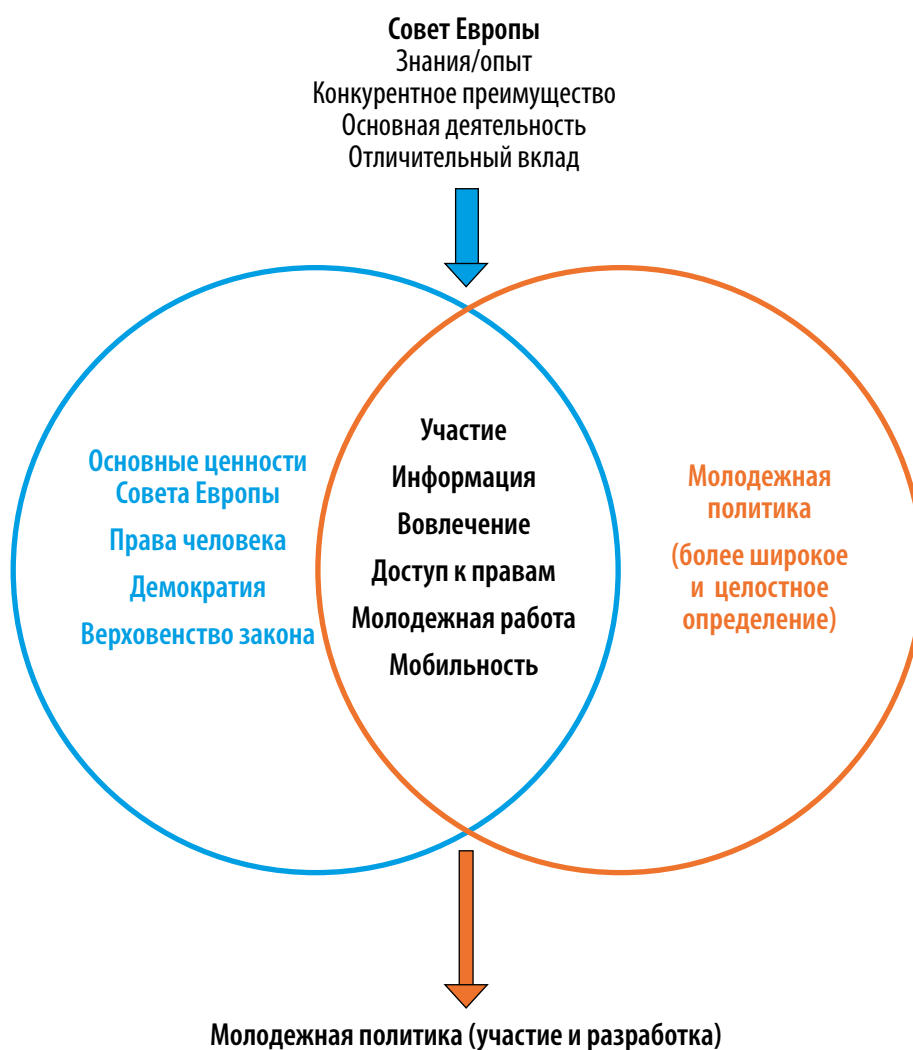 Совет Европы
Знания/опыт
Конкурентное преимущество
Основная деятельность
Отличительный вклад
Основные ценности
Совета Европы
Права человека
Демократия
Верховенство закона
Участие
Информация
Вовлечение
Доступ к правам
Молодежная работа
Мобильность
Молодежная
политика
(более широкое
и целостное
определение)
Молодежная политика (участие и разработка)